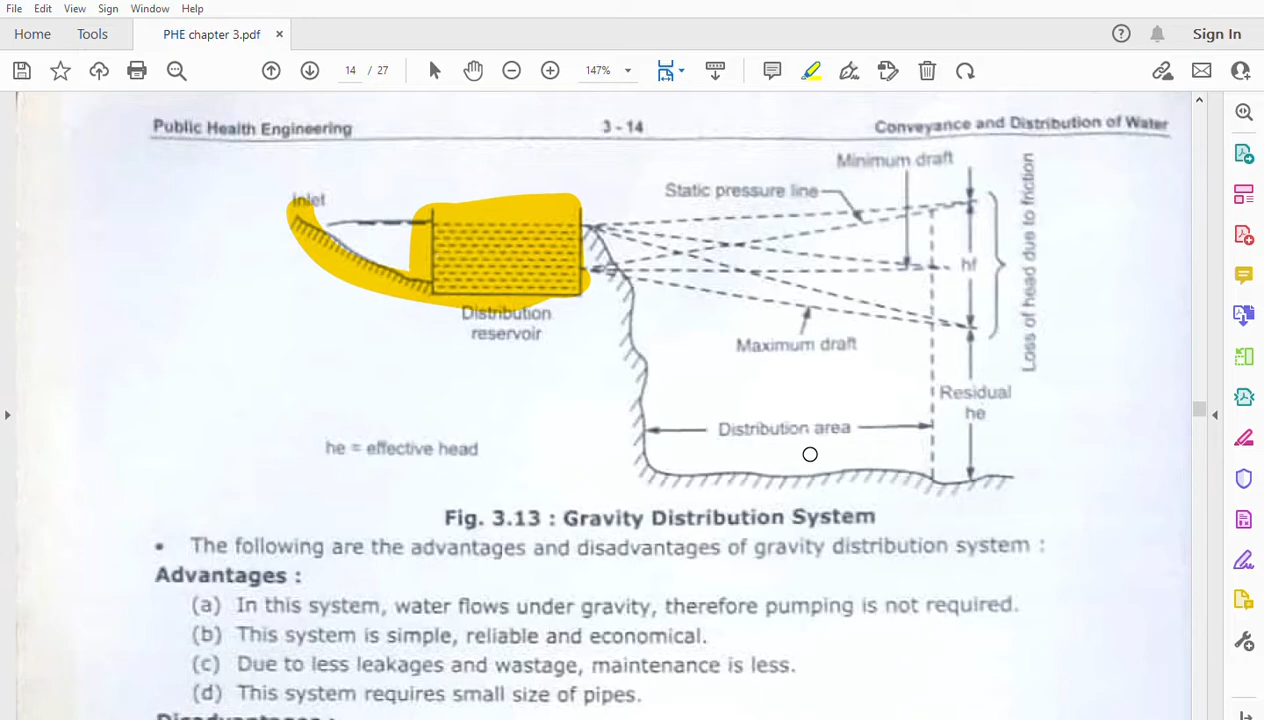 File Edit View Sign Window Help
Home Tools PHE chapter 3.pdf × Sign In
14 / 27 147%
Public Health Engineering 3 - 14 Conveyance and Distribution of Water
Minimum draft
Static pressure line
inlet
hf
Loss of head due to friction
Distribution
reservoir
Maximum draft
Residual
he
Distribution area
he = effective head
Fig. 3.13 : Gravity Distribution System
• The following are the advantages and disadvantages of gravity distribution system :
Advantages :
(a) In this system, water flows under gravity, therefore pumping is not required.
(b) This system is simple, reliable and economical.
(c) Due to less leakages and wastage, maintenance is less.
(d) This system requires small size of pipes.
Disadvantages :